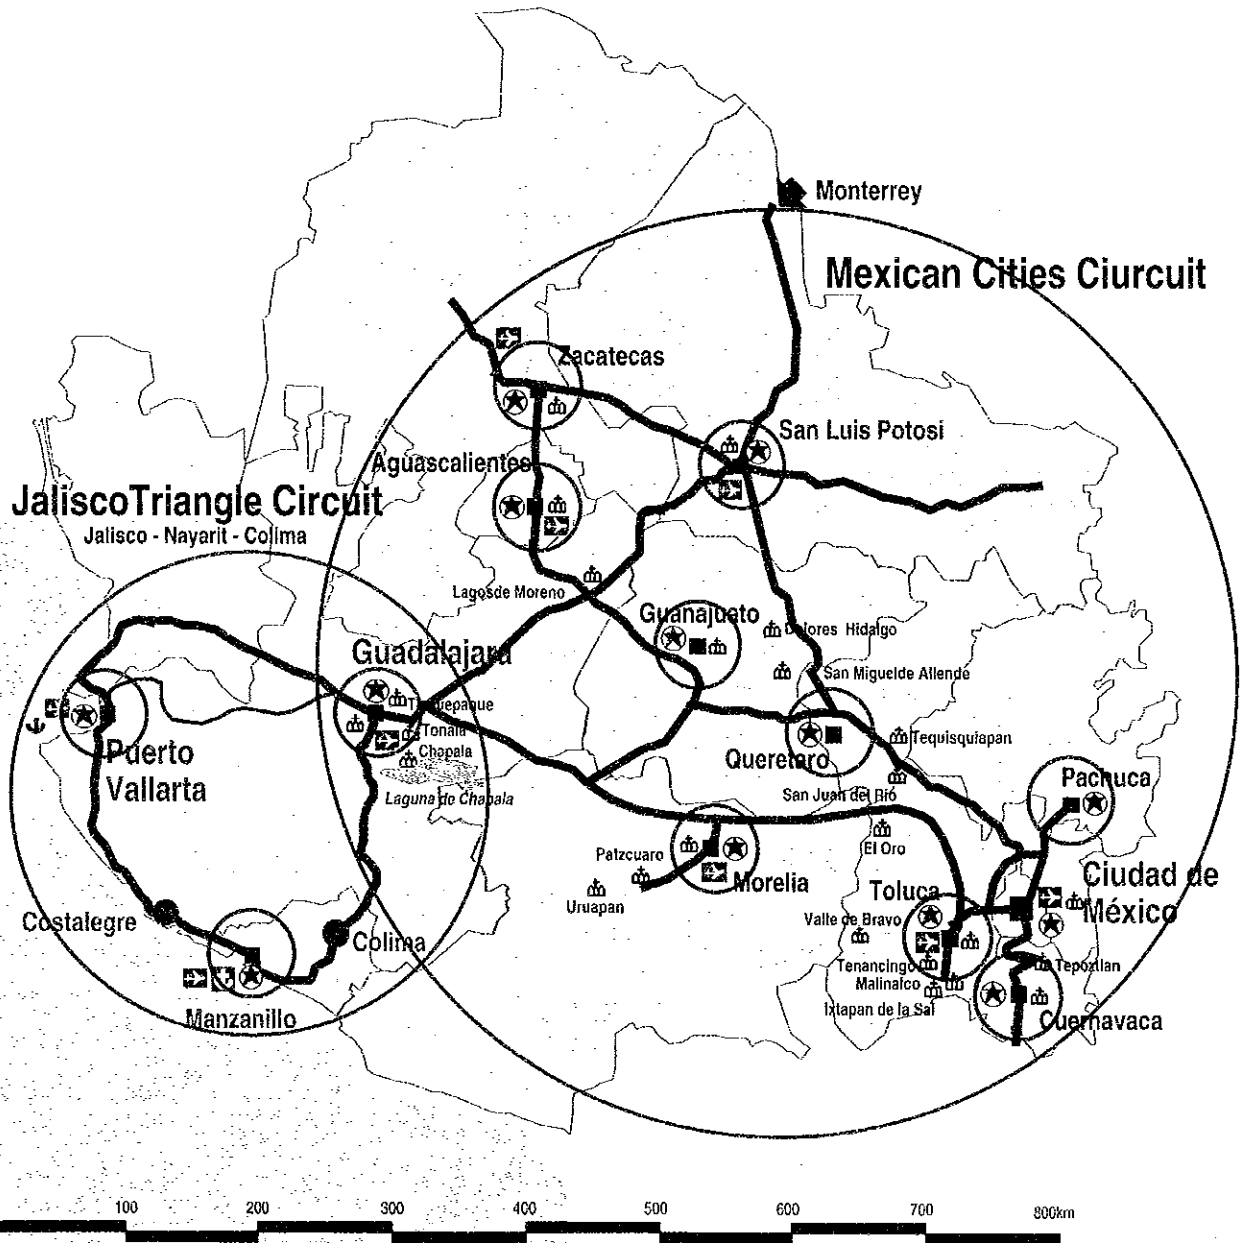 Monterrey
Mexican Cities Ciurcuit
Zacatecas
San Luis Potosi
Aguascalientes
JaliscoTriangle Circuit
Jalisco - Nayarit - Colima
Lagosde Moreno
Guanajuato
Dolores Hidalgo
Guadalajara
San Miguelde Allende
Tlaquepaque
Tonala
Chapala
Tequisquiapan
Puerto
Vallarta
Queretaro
Pachuca
Laguna de Chapala
San Juan del Rió
El Oro
Patzcuaro
Morelia
Toluca
Ciudad de
México
Uruapan
Valle de Bravo
Costalegre
Colima
Tenancingo
Malinalco
Tepoztlan
Ixtapan de la Sal
Manzanillo
Cuernavaca
100 200 300 400 500 600 700 800km